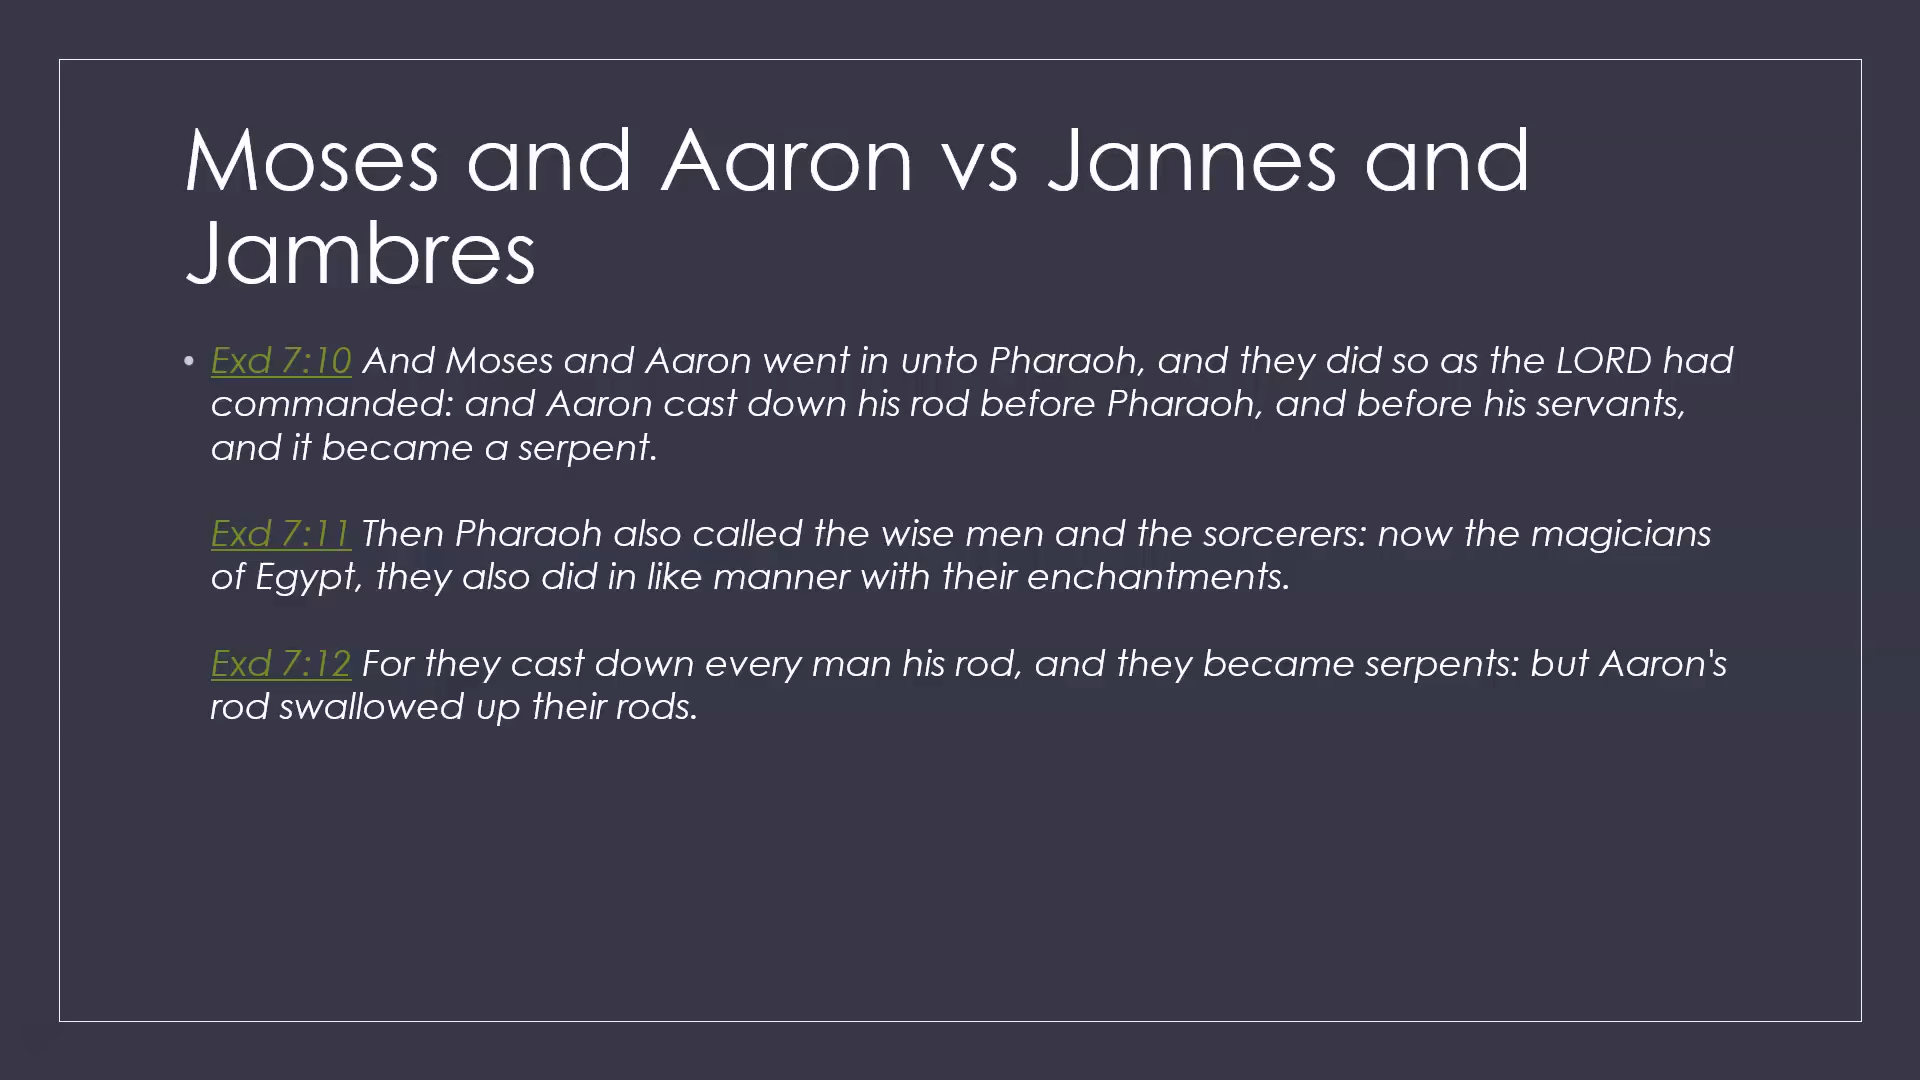 Moses and Aaron vs Jannes and
Jambres
• Exd 7:10 And Moses and Aaron went in unto Pharaoh, and they did so as the LORD had
commanded: and Aaron cast down his rod before Pharaoh, and before his servants,
and it became a serpent.
Exd 7:11 Then Pharaoh also called the wise men and the sorcerers: now the magicians
of Egypt, they also did in like manner with their enchantments.
Exd 7:12 For they cast down every man his rod, and they became serpents: but Aaron's
rod swallowed up their rods.